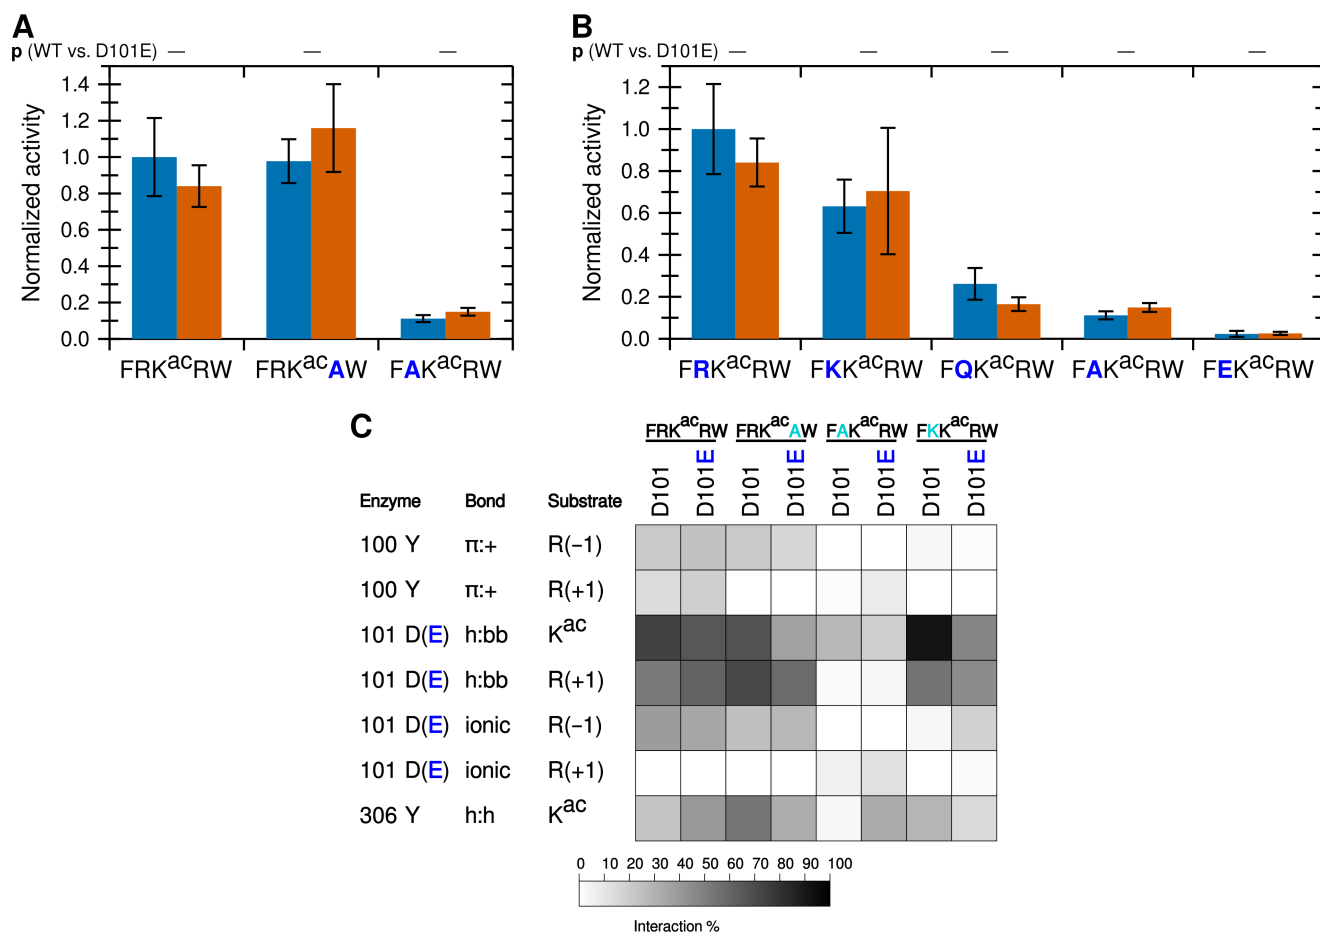 A
p (WT vs. D101E) — — —
Normalized activity
1.4
1.2
1.0
0.8
0.6
0.4
0.2
0.0
FRKacRW FRKacAW FAKacRW
B
p (WT vs. D101E) — — — — —
Normalized activity
1.2
1.0
0.8
0.6
0.4
0.2
0.0
FRKacRW FKKacRW FQKacRW FAKacRW FEKacRW
C
FRKacRW FRKacAW FAKacRW FKKacRW
Enzyme Bond Substrate D101 D101E D101 D101E D101 D101E D101 D101E
100 Y π:+ R(−1)
100 Y π:+ R(+1)
101 D(E) h:bb Kac
101 D(E) h:bb R(+1)
101 D(E) ionic R(−1)
101 D(E) ionic R(+1)
306 Y h:h Kac
0 10 20 30 40 50 60 70 80 90 100
Interaction %